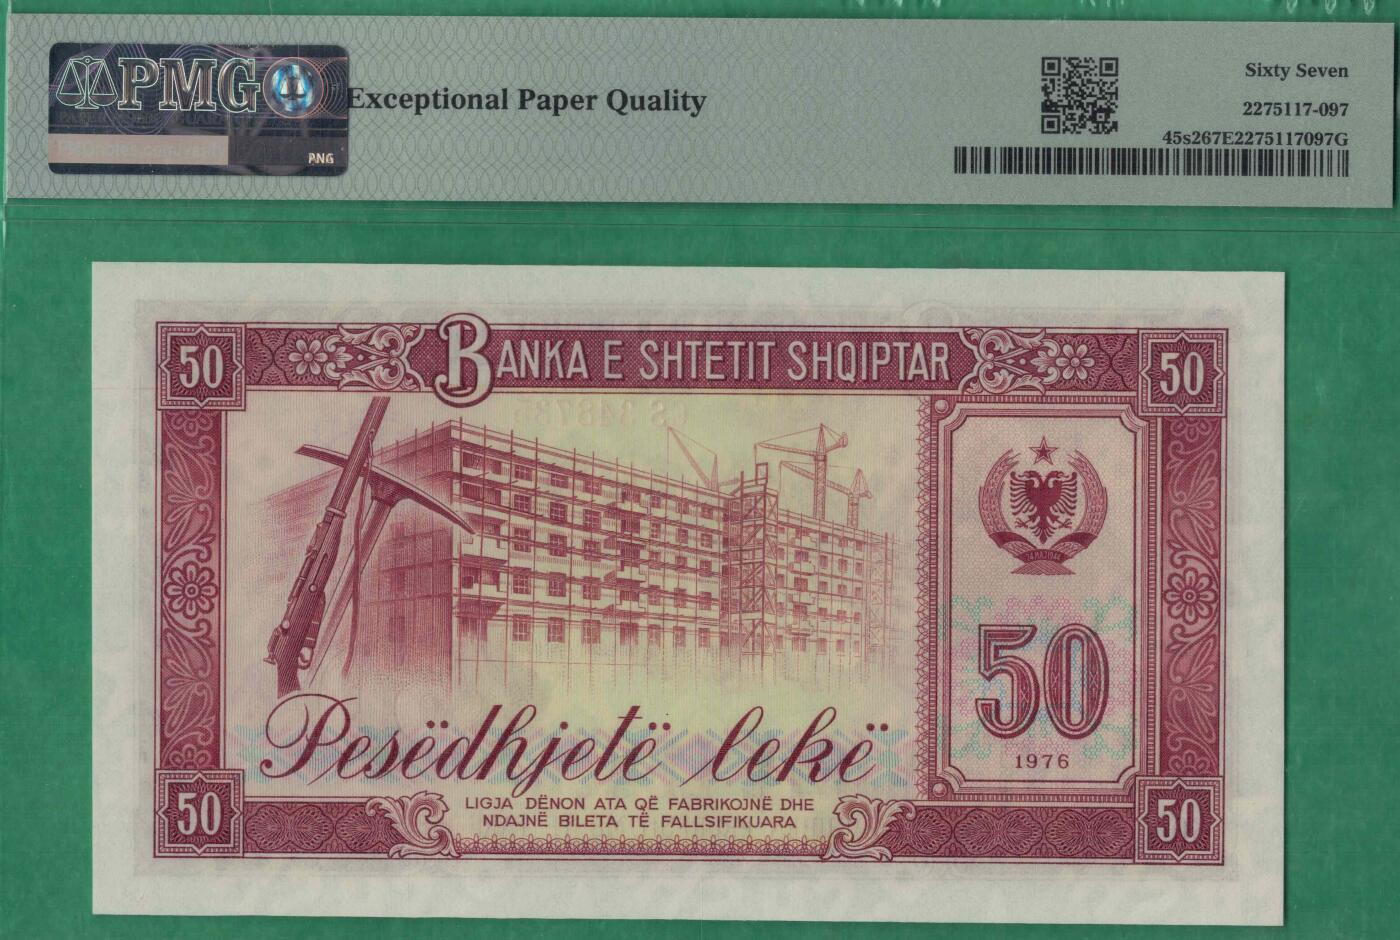 PMG
Exceptional Paper Quality
PNG
Sixty Seven
2275117-097
45s267E2275117097G
50
BANKA E SHTETIT SHQIPTAR
50
50
1976
Pesëdhjetë lekë
LIGJA DËNON ATA QË FABRIKOJNË DHE
NDAJNË BILETA TË FALLSIFIKUARA
50
50